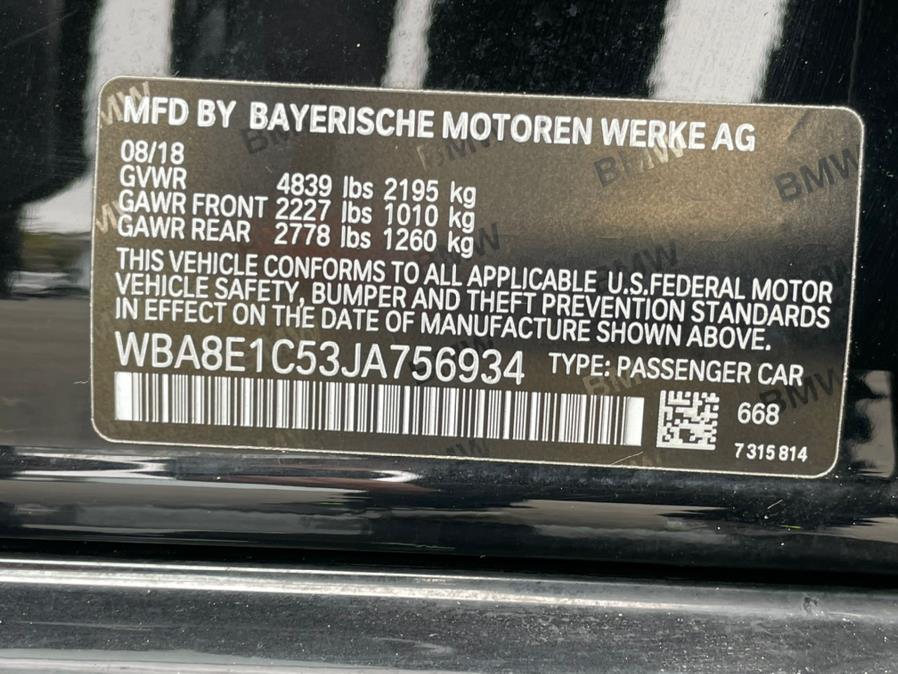 MFD BY BAYERISCHE MOTOREN WERKE AG
08/18
GVWR 4839 lbs 2195 kg
GAWR FRONT 2227 lbs 1010 kg
GAWR REAR 2778 lbs 1260 kg
THIS VEHICLE CONFORMS TO ALL APPLICABLE U.S.FEDERAL MOTOR
VEHICLE SAFETY, BUMPER AND THEFT PREVENTION STANDARDS
IN EFFECT ON THE DATE OF MANUFACTURE SHOWN ABOVE.
WBA8E1C53JA756934 TYPE: PASSENGER CAR
668
7 315 814